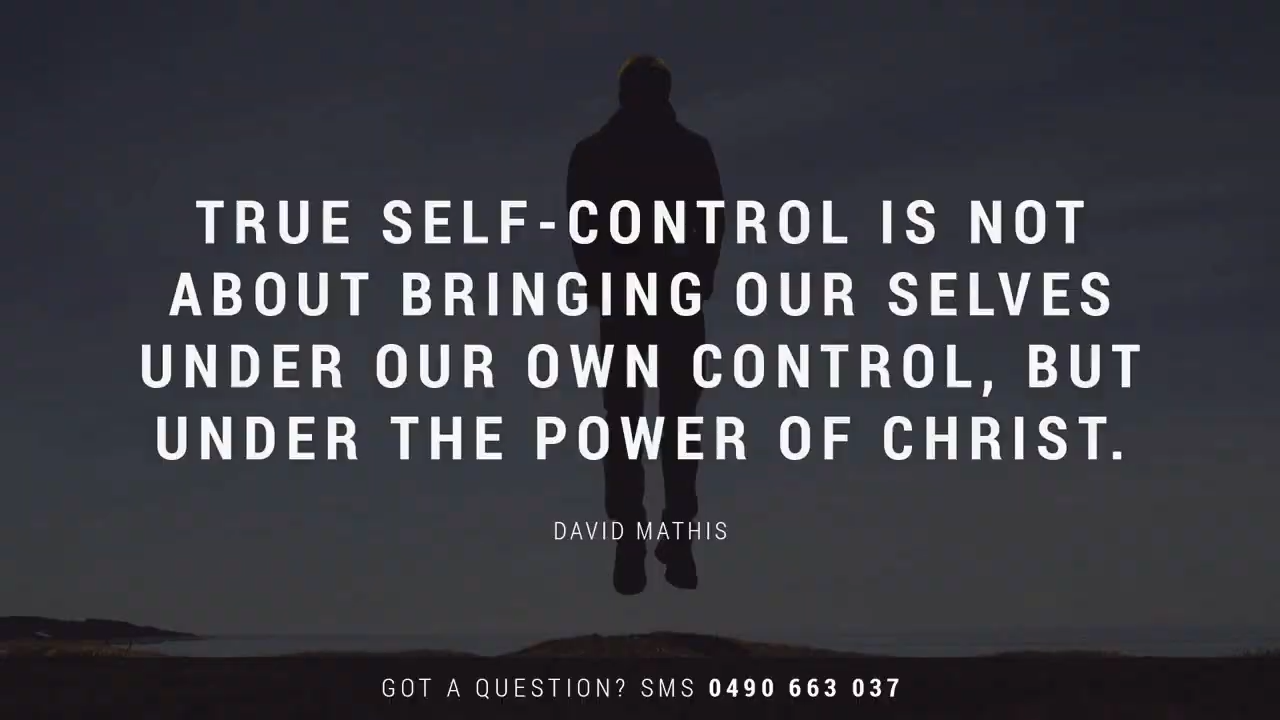 TRUE SELF-CONTROL IS NOT
ABOUT BRINGING OUR SELVES
UNDER OUR OWN CONTROL, BUT
UNDER THE POWER OF CHRIST.
DAVID MATHIS
GOT A QUESTION? SMS 0490 663 037